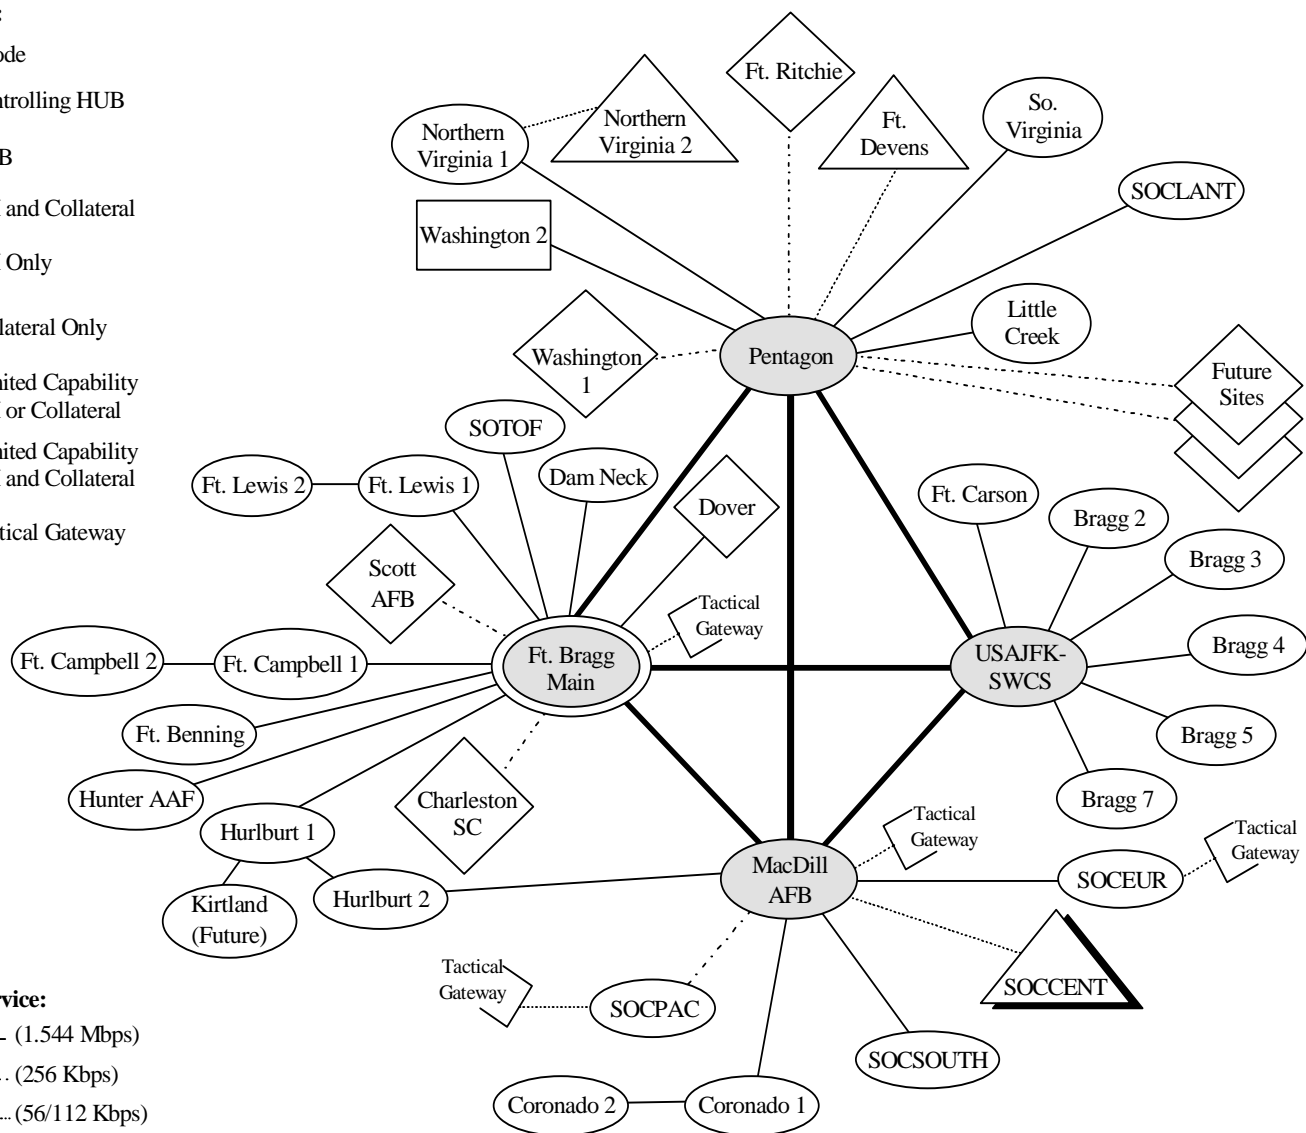 :
ode
ntrolling HUB
B
I and Collateral
I Only
llateral Only
nited Capability
I or Collateral
nited Capability
I and Collateral
ctical Gateway
Ft. Ritchie
Northern
Virginia 2
Northern
Virginia 1
Ft.
Devens
So.
Virginia
SOCLANT
Washington 2
Washington
1
Pentagon
Little
Creek
Future
Sites
SOTOF
Dam Neck
Dover
Ft. Lewis 2
Ft. Lewis 1
Ft. Carson
Bragg 2
Bragg 3
Scott
AFB
Tactical
Gateway
Ft. Campbell 2
Ft. Campbell 1
Ft. Bragg
Main
USAJFK-
SWCS
Bragg 4
Ft. Benning
Bragg 5
Hunter AAF
Charleston
SC
Bragg 7
Hurlburt 1
Tactical
Gateway
Tactical
Gateway
MacDill
AFB
SOCEUR
Hurlburt 2
Kirtland
(Future)
Tactical
Gateway
SOCPAC
SOCCENT
SOCSOUTH
Coronado 2
Coronado 1
rvice:
(1.544 Mbps)
(256 Kbps)
(56/112 Kbps)